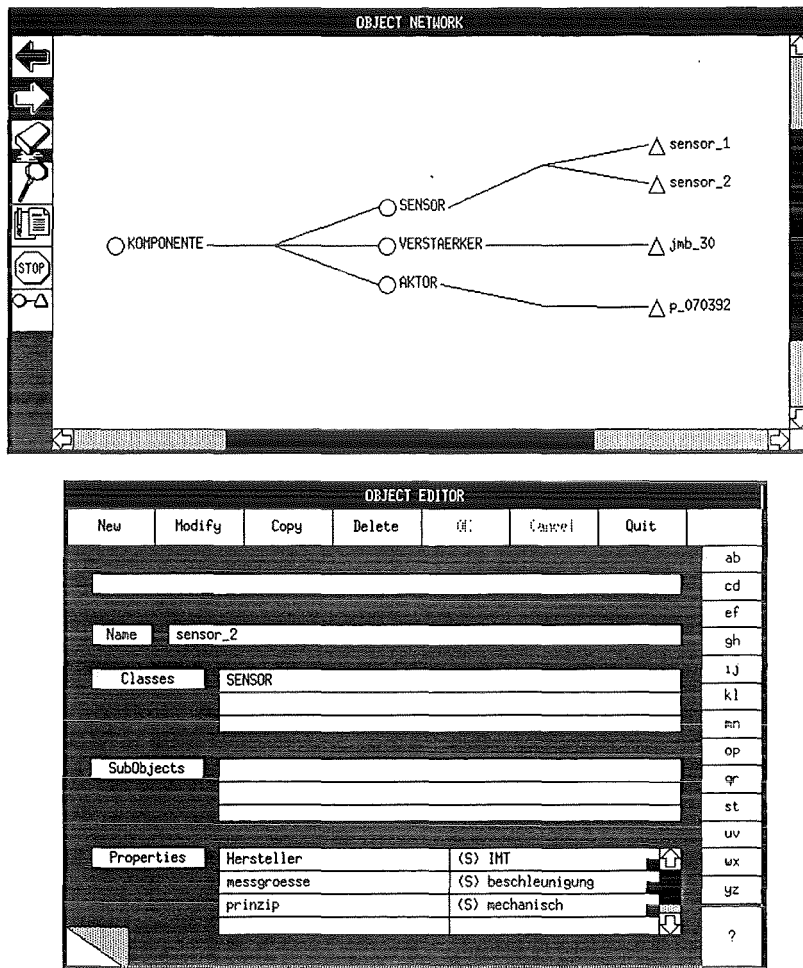 OBJECT NETWORK
sensor_1
sensor_2
SENSOR
KOMPONENTE
VERSTAERKER
jmb_30
AKTOR
p_070392
STOP
OBJECT EDITOR
New Modify Copy Delete OK Cancel Quit
ab
cd
ef
Name sensor_2
gh
Classes SENSOR
ij
kl
mn
op
SubObjects
qr
st
uv
Properties Hersteller (S) IMT
wx
messgroesse (S) beschleunigung
yz
prinzip (S) mechanisch
?